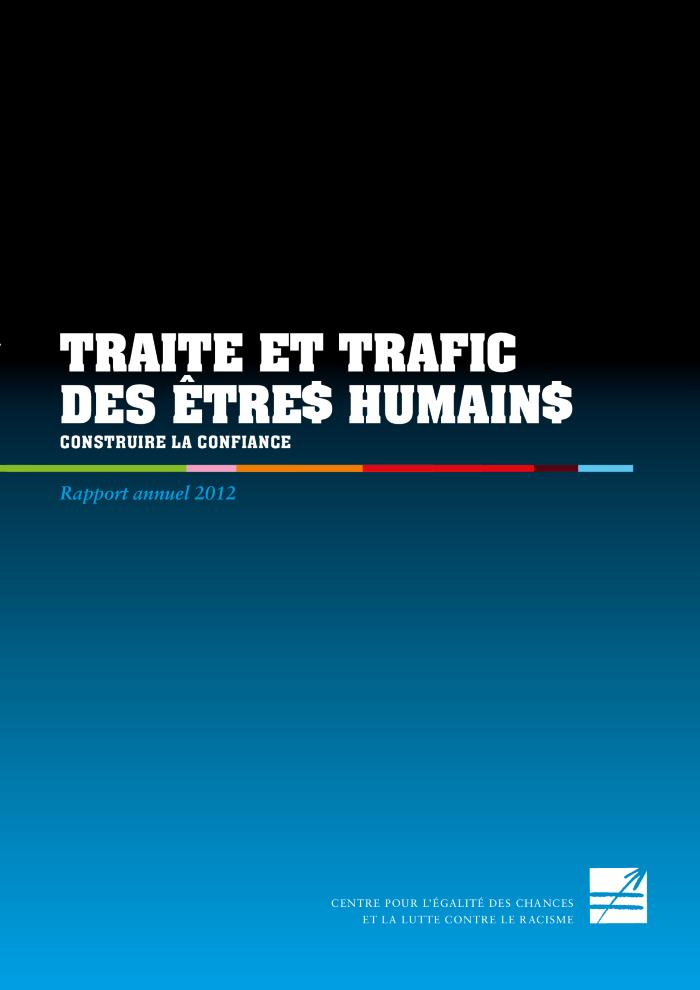 TRAITE ET TRAFIC
DES ÊTRE$ HUMAIN$
CONSTRUIRE LA CONFIANCE
Rapport annuel 2012
CENTRE POUR L'ÉGALITÉ DES CHANCES
ET LA LUTTE CONTRE LE RACISME